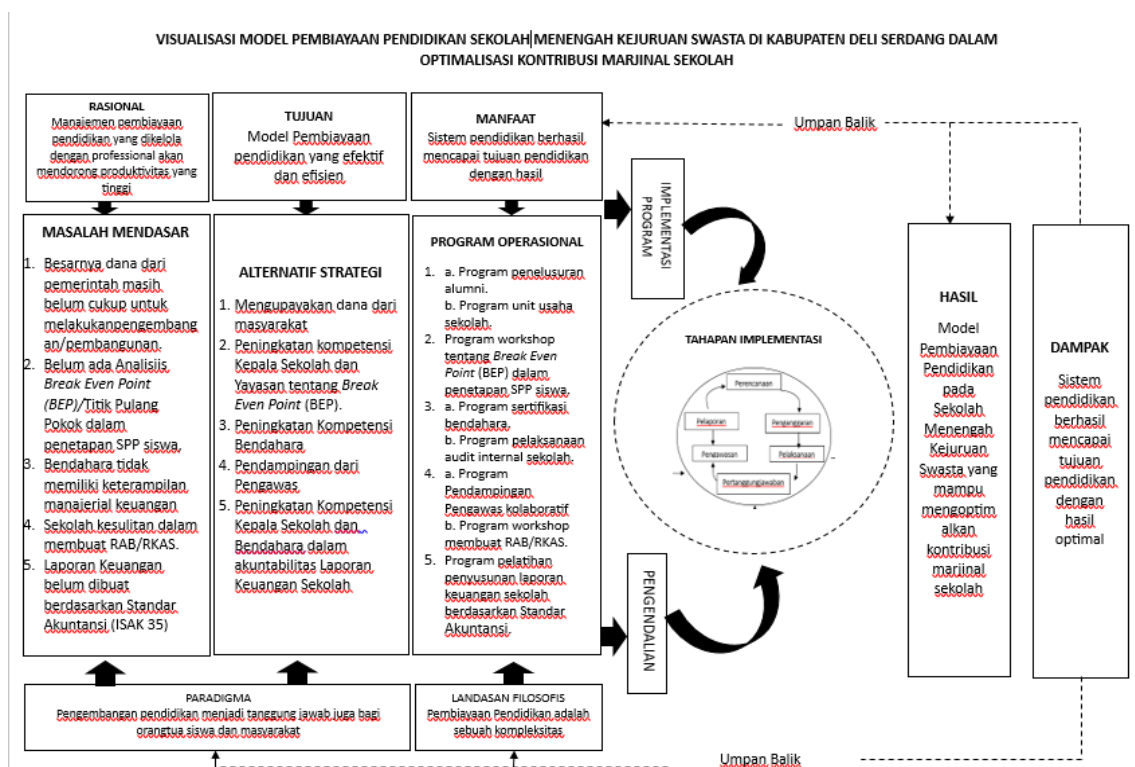 VISUALISASI MODEL PEMBIAYAAN PENDIDIKAN SEKOLAH MENENGAH KEJURUAN SWASTA DI KABUPATEN DELI SERDANG DALAM
OPTIMALISASI KONTRIBUSI MARJINAL SEKOLAH
RASIONAL
Manajemen pembiayaan
pendidikan yang dikelola
dengan professional akan
mendorong produktivitas yang
tinggi
TUJUAN
Model Pembiayaan
pendidikan yang efektif
dan efisien
MANFAAT
Sistem pendidikan berhasil
mencapai tujuan pendidikan
dengan hasil
Umpan Balik
MASALAH MENDASAR
1. Besarnya dana dari
pemerintah masih
belum cukup untuk
melakukanpengembang
an/pembangunan.
2. Belum ada Analisiis
Break Even Point
(BEP)/Titik Pulang
Pokok dalam
penetapan SPP siswa.
3. Bendahara tidak
memiliki keterampilan
manajerial keuangan
4. Sekolah kesulitan dalam
membuat RAB/RKAS.
5. Laporan Keuangan
belum dibuat
berdasarkan Standar
Akuntansi (ISAK 35)
ALTERNATIF STRATEGI
1. Mengupayakan dana dari
masyarakat
2. Peningkatan kompetensi
Kepala Sekolah dan
Yayasan tentang Break
Even Point (BEP).
3. Peningkatan Kompetensi
Bendahara
4. Pendampingan dari
Pengawas
5. Peningkatan Kompetensi
Kepala Sekolah dan
Bendahara dalam
akuntabilitas Laporan
Keuangan Sekolah
PROGRAM OPERASIONAL
1. a. Program penelusuran
alumni.
b. Program unit usaha
sekolah.
2. Program workshop
tentang Break Even
Point (BEP) dalam
penetapan SPP siswa.
3. a. Program sertifikasi
bendahara.
b. Program pelaksanaan
audit internal sekolah.
4. a. Program
Pendampingan
Pengawas kolaboratif
b. Program workshop
membuat RAB/RKAS.
5. Program pelatihan
penyusunan laporan
keuangan sekolah
berdasarkan Standar
Akuntansi.
IMPLEMENTASI
PROGRAM
PENGENDALIAN
TAHAPAN IMPLEMENTASI
Perencanaan
Penganggaran
Pelaksanaan
Pertanggungjawaban
Pengawasan
Pelaporan
HASIL
Model
Pembiayaan
Pendidikan
pada
Sekolah
Menengah
Kejuruan
Swasta yang
mampu
mengoptim
alkan
kontribusi
marjinal
sekolah
DAMPAK
Sistem
pendidikan
berhasil
mencapai
tujuan
pendidikan
dengan
hasil
optimal
PARADIGMA
Pengembangan pendidikan menjadi tanggung jawab juga bagi
orangtua siswa dan masyarakat
LANDASAN FILOSOFIS
Pembiayaan Pendidikan adalah
sebuah kompleksitas
Umpan Balik